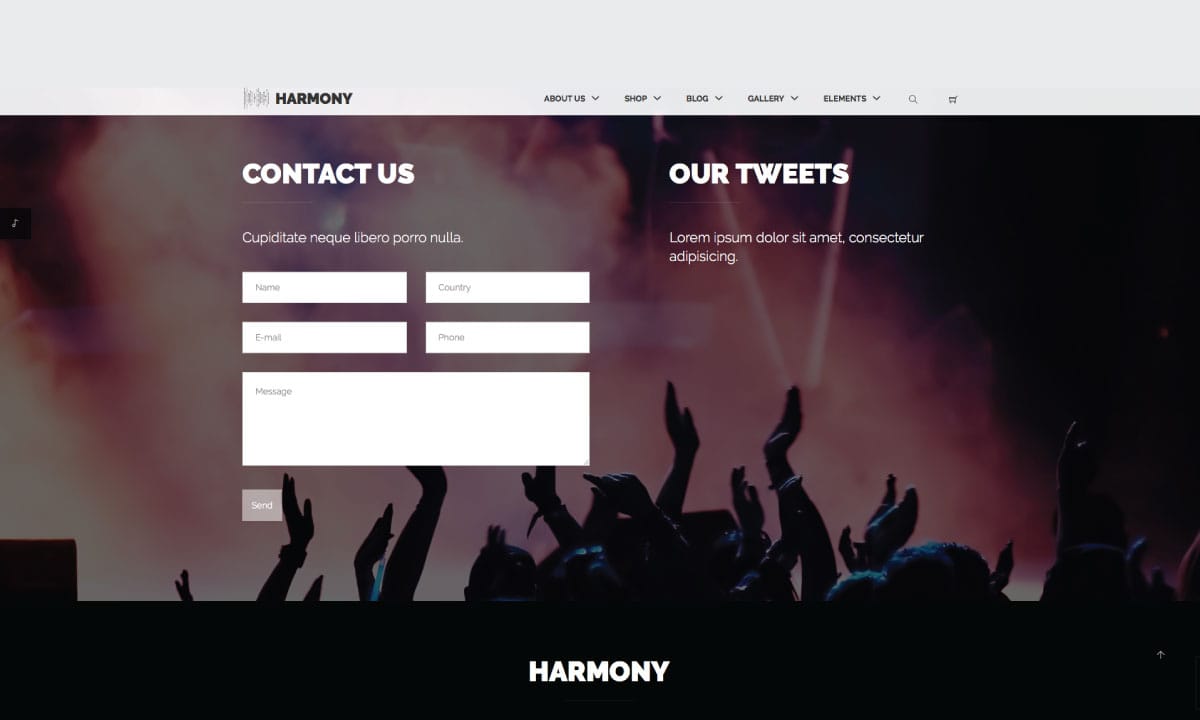 HARMONY ABOUT US SHOP BLOG GALLERY ELEMENTS
CONTACT US
Cupiditate neque libero porro nulla.
Name Country
E-mail Phone
Message
Send
OUR TWEETS
Lorem ipsum dolor sit amet, consectetur
adipisicing.
HARMONY